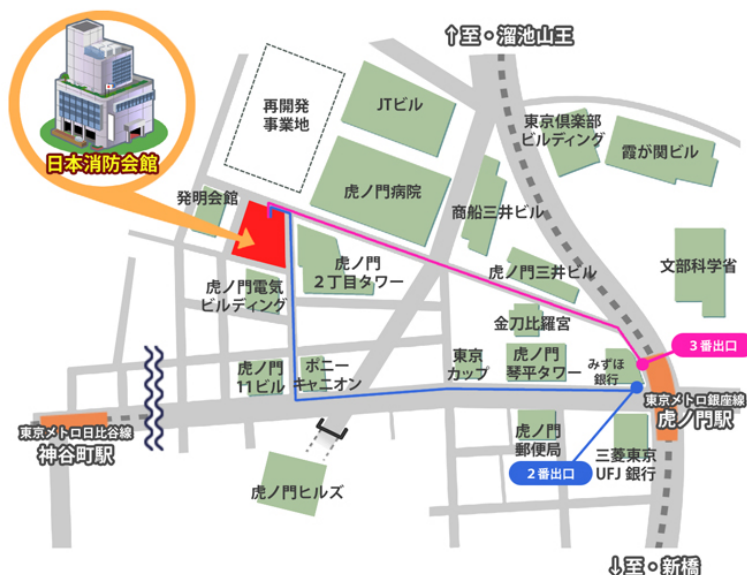 ↑至・溜池山王
日本消防会館
再開発
事業地
JTビル
東京倶楽部
ビルディング
霞が関ビル
発明会館
虎ノ門病院
商船三井ビル
虎ノ門
2丁目タワー
虎ノ門三井ビル
文部科学省
虎ノ門電気
ビルディング
金刀比羅宮
3番出口
虎ノ門
11ビル
ポニー
キャニオン
東京
カップ
虎ノ門
琴平タワー
みずほ
銀行
東京メトロ銀座線
虎ノ門駅
東京メトロ日比谷線
神谷町駅
虎ノ門
郵便局
三菱東京
UFJ 銀行
2番出口
虎ノ門ヒルズ
↓至・新橋